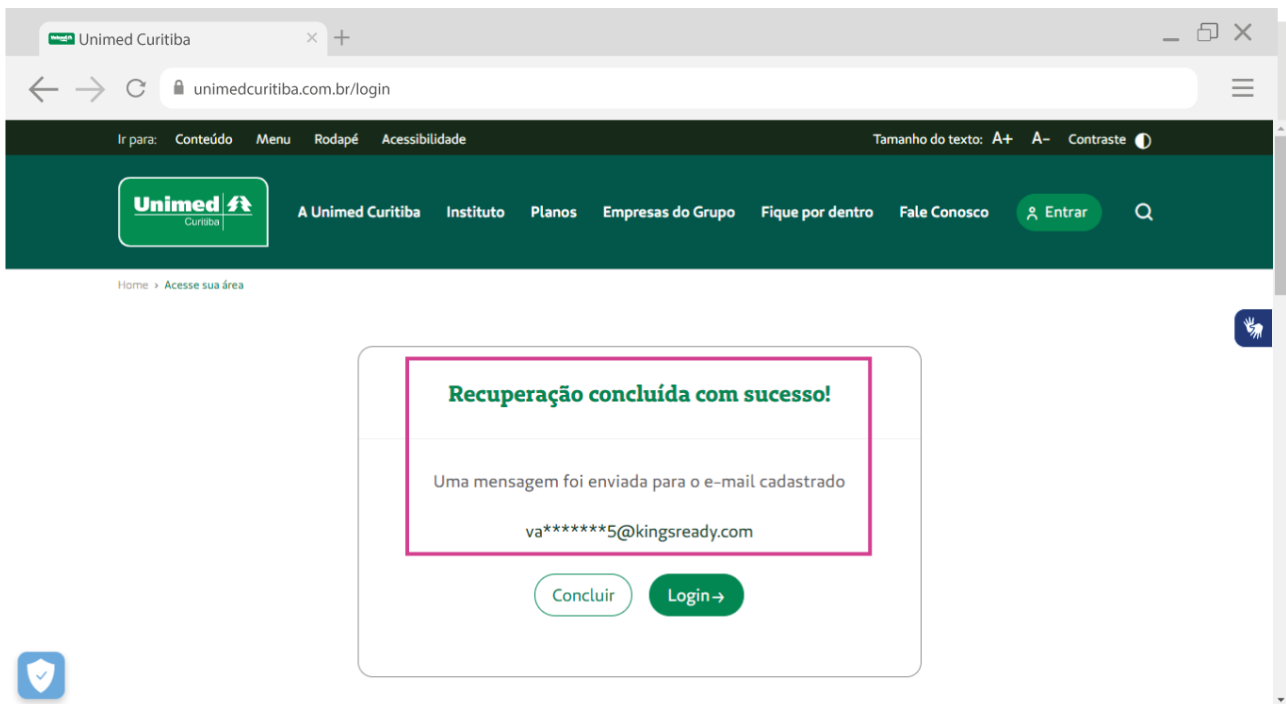 Unimed Curitiba
unimedcuritiba.com.br/login
Ir para: Conteúdo Menu Rodapé Acessibilidade Tamanho do texto: A+ A- Contraste
Unimed
Curitiba
A Unimed Curitiba Instituto Planos Empresas do Grupo Fique por dentro Fale Conosco Entrar
Home › Acesse sua área
Recuperação concluída com sucesso!
Uma mensagem foi enviada para o e-mail cadastrado
va*******5@kingsready.com
Concluir Login→